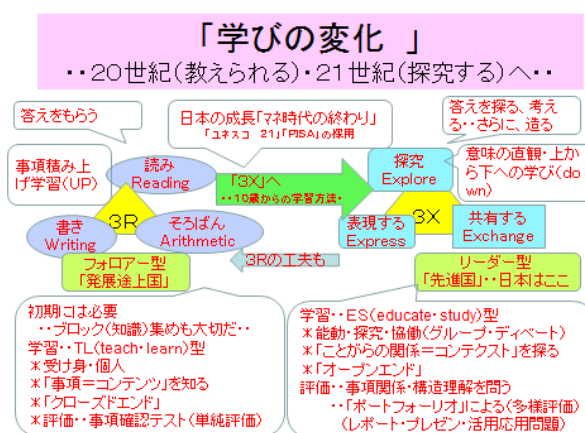 「学びの変化 」
・・20世紀(教えられる)・21世紀(探究する)へ・・
答えをもらう
日本の成長「マネ時代の終わり」
「ユネスコ 21」「PISA」の採用
答えを探る、考え
る・・さらに、造る
事項積み上
げ学習(UP)
読み
Reading
「3X」へ
・・10歳からの学習方法・
探究
Explore
意味の直観・上か
ら下への学び(do
wn)
3R
書き
Writing
そろばん
Arithmetic
表現する
Express
3X
共有する
Exchange
フォロアー型
「発展途上国」
3Rの工夫も
リーダー型
「先進国」・・日本はここ
初期には必要
・・ブロック(知識)集めも大切だ・・
学習・・TL(teach・learn)型
*受け身・個人
*「事項=コンテンツ」を知る
*「クローズドエンド」
*評価・・事項確認テスト(単純評価)
学習・・ES(educate・study)型
*能動・探究・協働(グループ・ディベート)
*「ことがらの関係=コンテクスト」を探る
*「オープンエンド」
評価・・事項関係・構造理解を問う
・・「ポートフォーリオ」による(多様評価)
(レポート・プレゼン・活用応用問題)